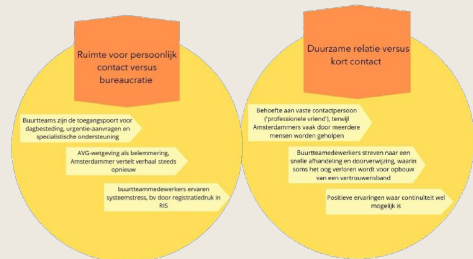 Ruimte voor persoonlijk
contact versus
bureaucratie
Buurtteams zijn de toegangspoort voor
dagbesteding, urgentie-aanvragen en
specialistische ondersteuning
AVG-wetgeving als belemmering,
Amsterdammer vertelt verhaal steeds
opnieuw
Buurtteammedewerkers ervaren
systeemstress, bv door registratiedruk in
RIS
Duurzame relatie versus
kort contact
Behoefte aan vaste contactpersoon
('professionele vriend'), terwijl
Amsterdammers vaak door meerdere
mensen worden geholpen
Buurtteamedewerkers streven naar een
snelle afhandeling en doorverwijzing, waarin
soms het oog verloren wordt voor opbouw
van een vertrouwensband
Positieve ervaringen waar continuïteit wel
mogelijk is